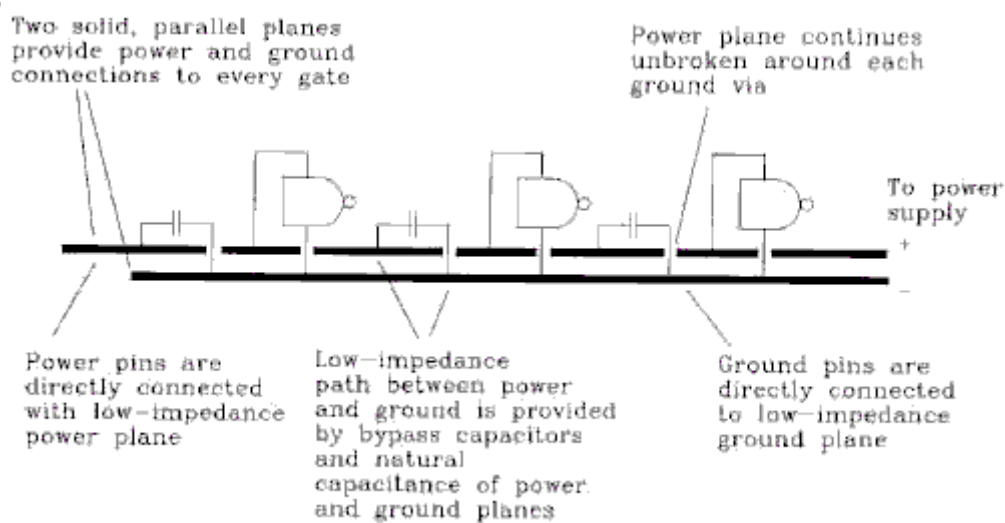 Two solid, parallel planes
provide power and ground
connections to every gate
Power plane continues
unbroken around each
ground via
To power
supply
+
−
Power pins are
directly connected
with low-impedance
power plane
Low-impedance
path between power
and ground is provided
by bypass capacitors
and natural
capacitance of power
and ground planes
Ground pins are
directly connected
to low-impedance
ground plane